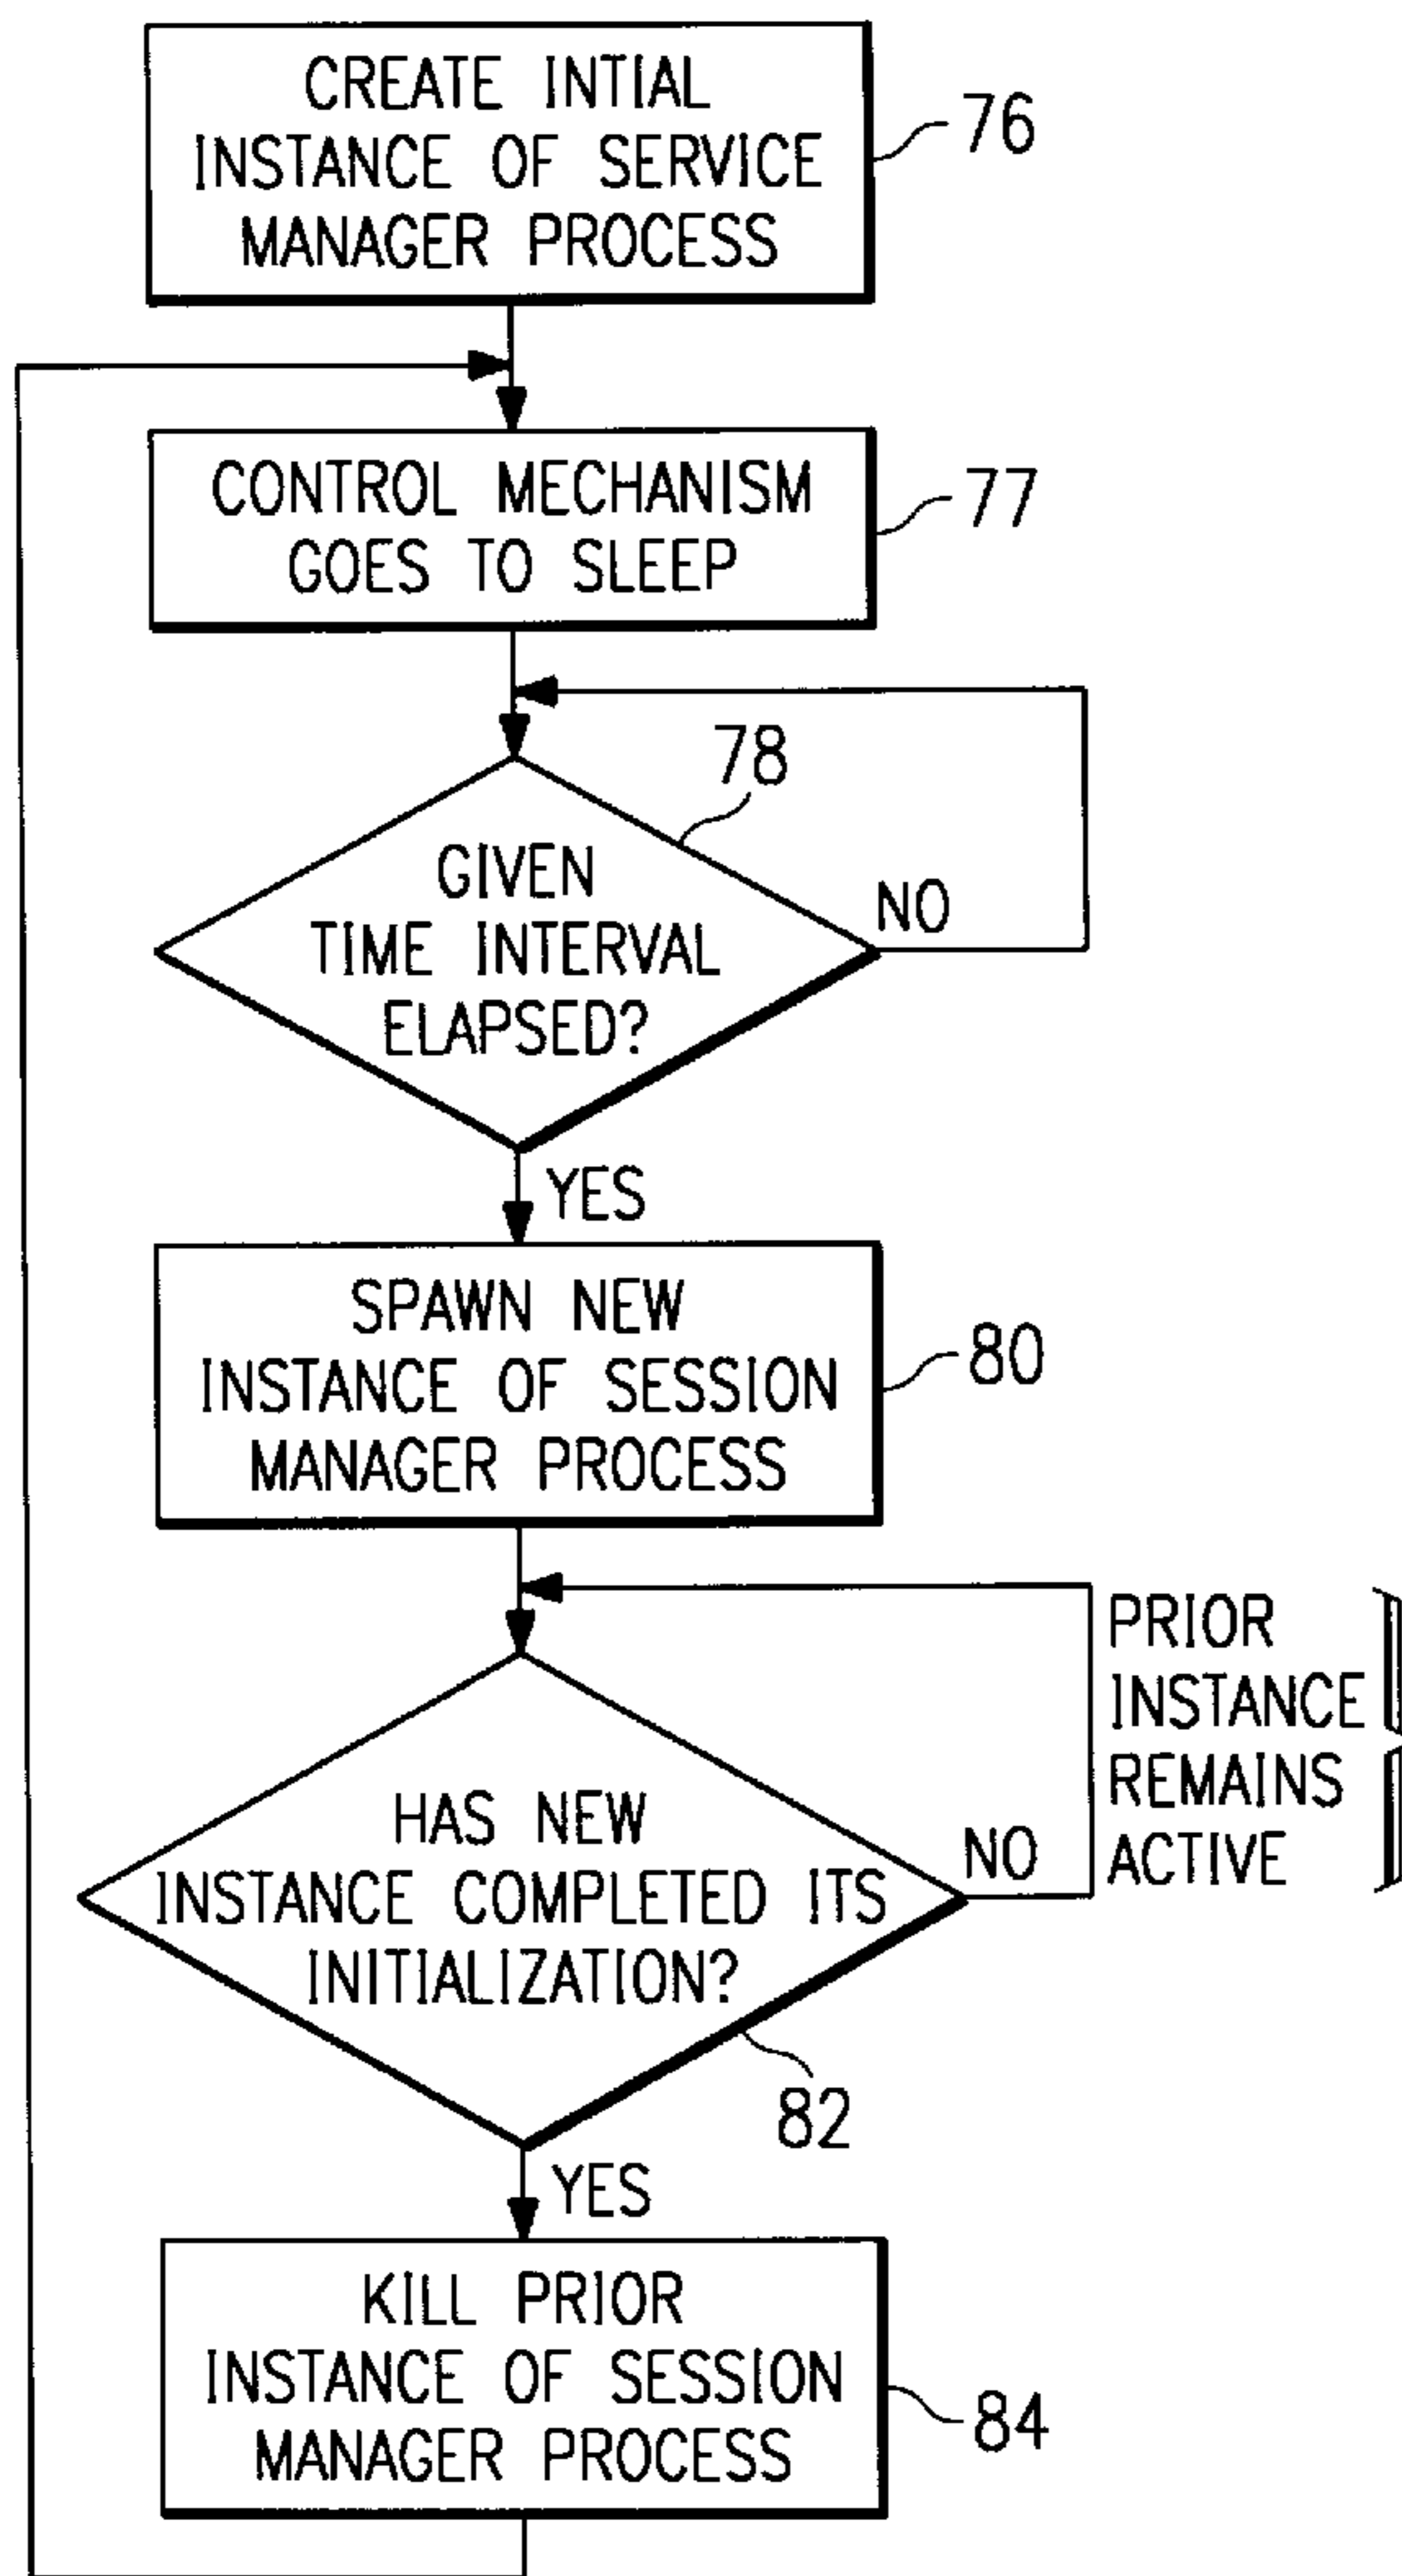 CREATE INTIAL
INSTANCE OF SERVICE
MANAGER PROCESS
76
CONTROL MECHANISM
GOES TO SLEEP
77
78
GIVEN
TIME INTERVAL
ELAPSED?
NO
YES
SPAWN NEW
INSTANCE OF SESSION
MANAGER PROCESS
80
PRIOR
INSTANCE
REMAINS
ACTIVE
HAS NEW
INSTANCE COMPLETED ITS
INITIALIZATION?
NO
82
YES
KILL PRIOR
INSTANCE OF SESSION
MANAGER PROCESS
84